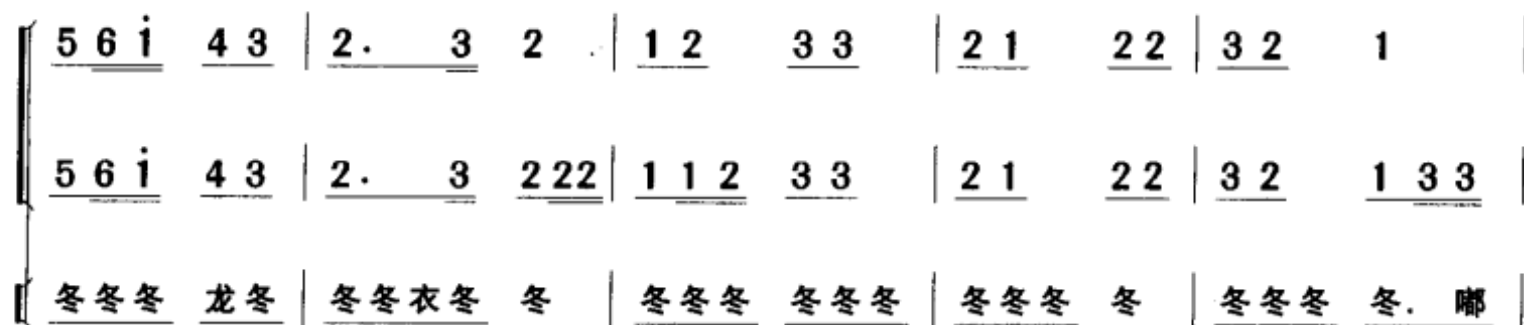 5 6 i̇ 4 3 | 2. 3 2 | 1 2 3 3 | 2 1 2 2 | 3 2 1 |
5 6 i̇ 4 3 | 2. 3 2 2 2 | 1 1 2 3 3 | 2 1 2 2 | 3 2 1 3 3 |
冬冬冬 龙冬 | 冬冬衣冬 冬 | 冬冬冬 冬冬冬 | 冬冬冬 冬 | 冬冬冬 冬. 嘟 |